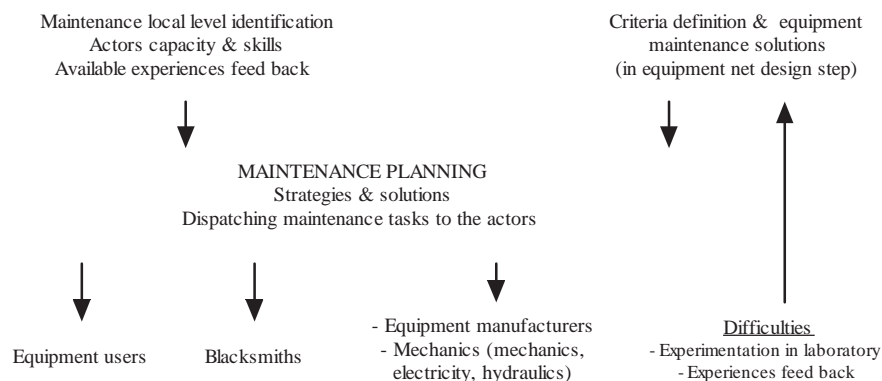 Maintenance local level identification
Actors capacity & skills
Available experiences feed back
Criteria definition & equipment
maintenance solutions
(in equipment net design step)
MAINTENANCE PLANNING
Strategies & solutions
Dispatching maintenance tasks to the actors
Equipment users
Blacksmiths
- Equipment manufacturers
- Mechanics (mechanics,
electricity, hydraulics)
Difficulties
- Experimentation in laboratory
- Experiences feed back